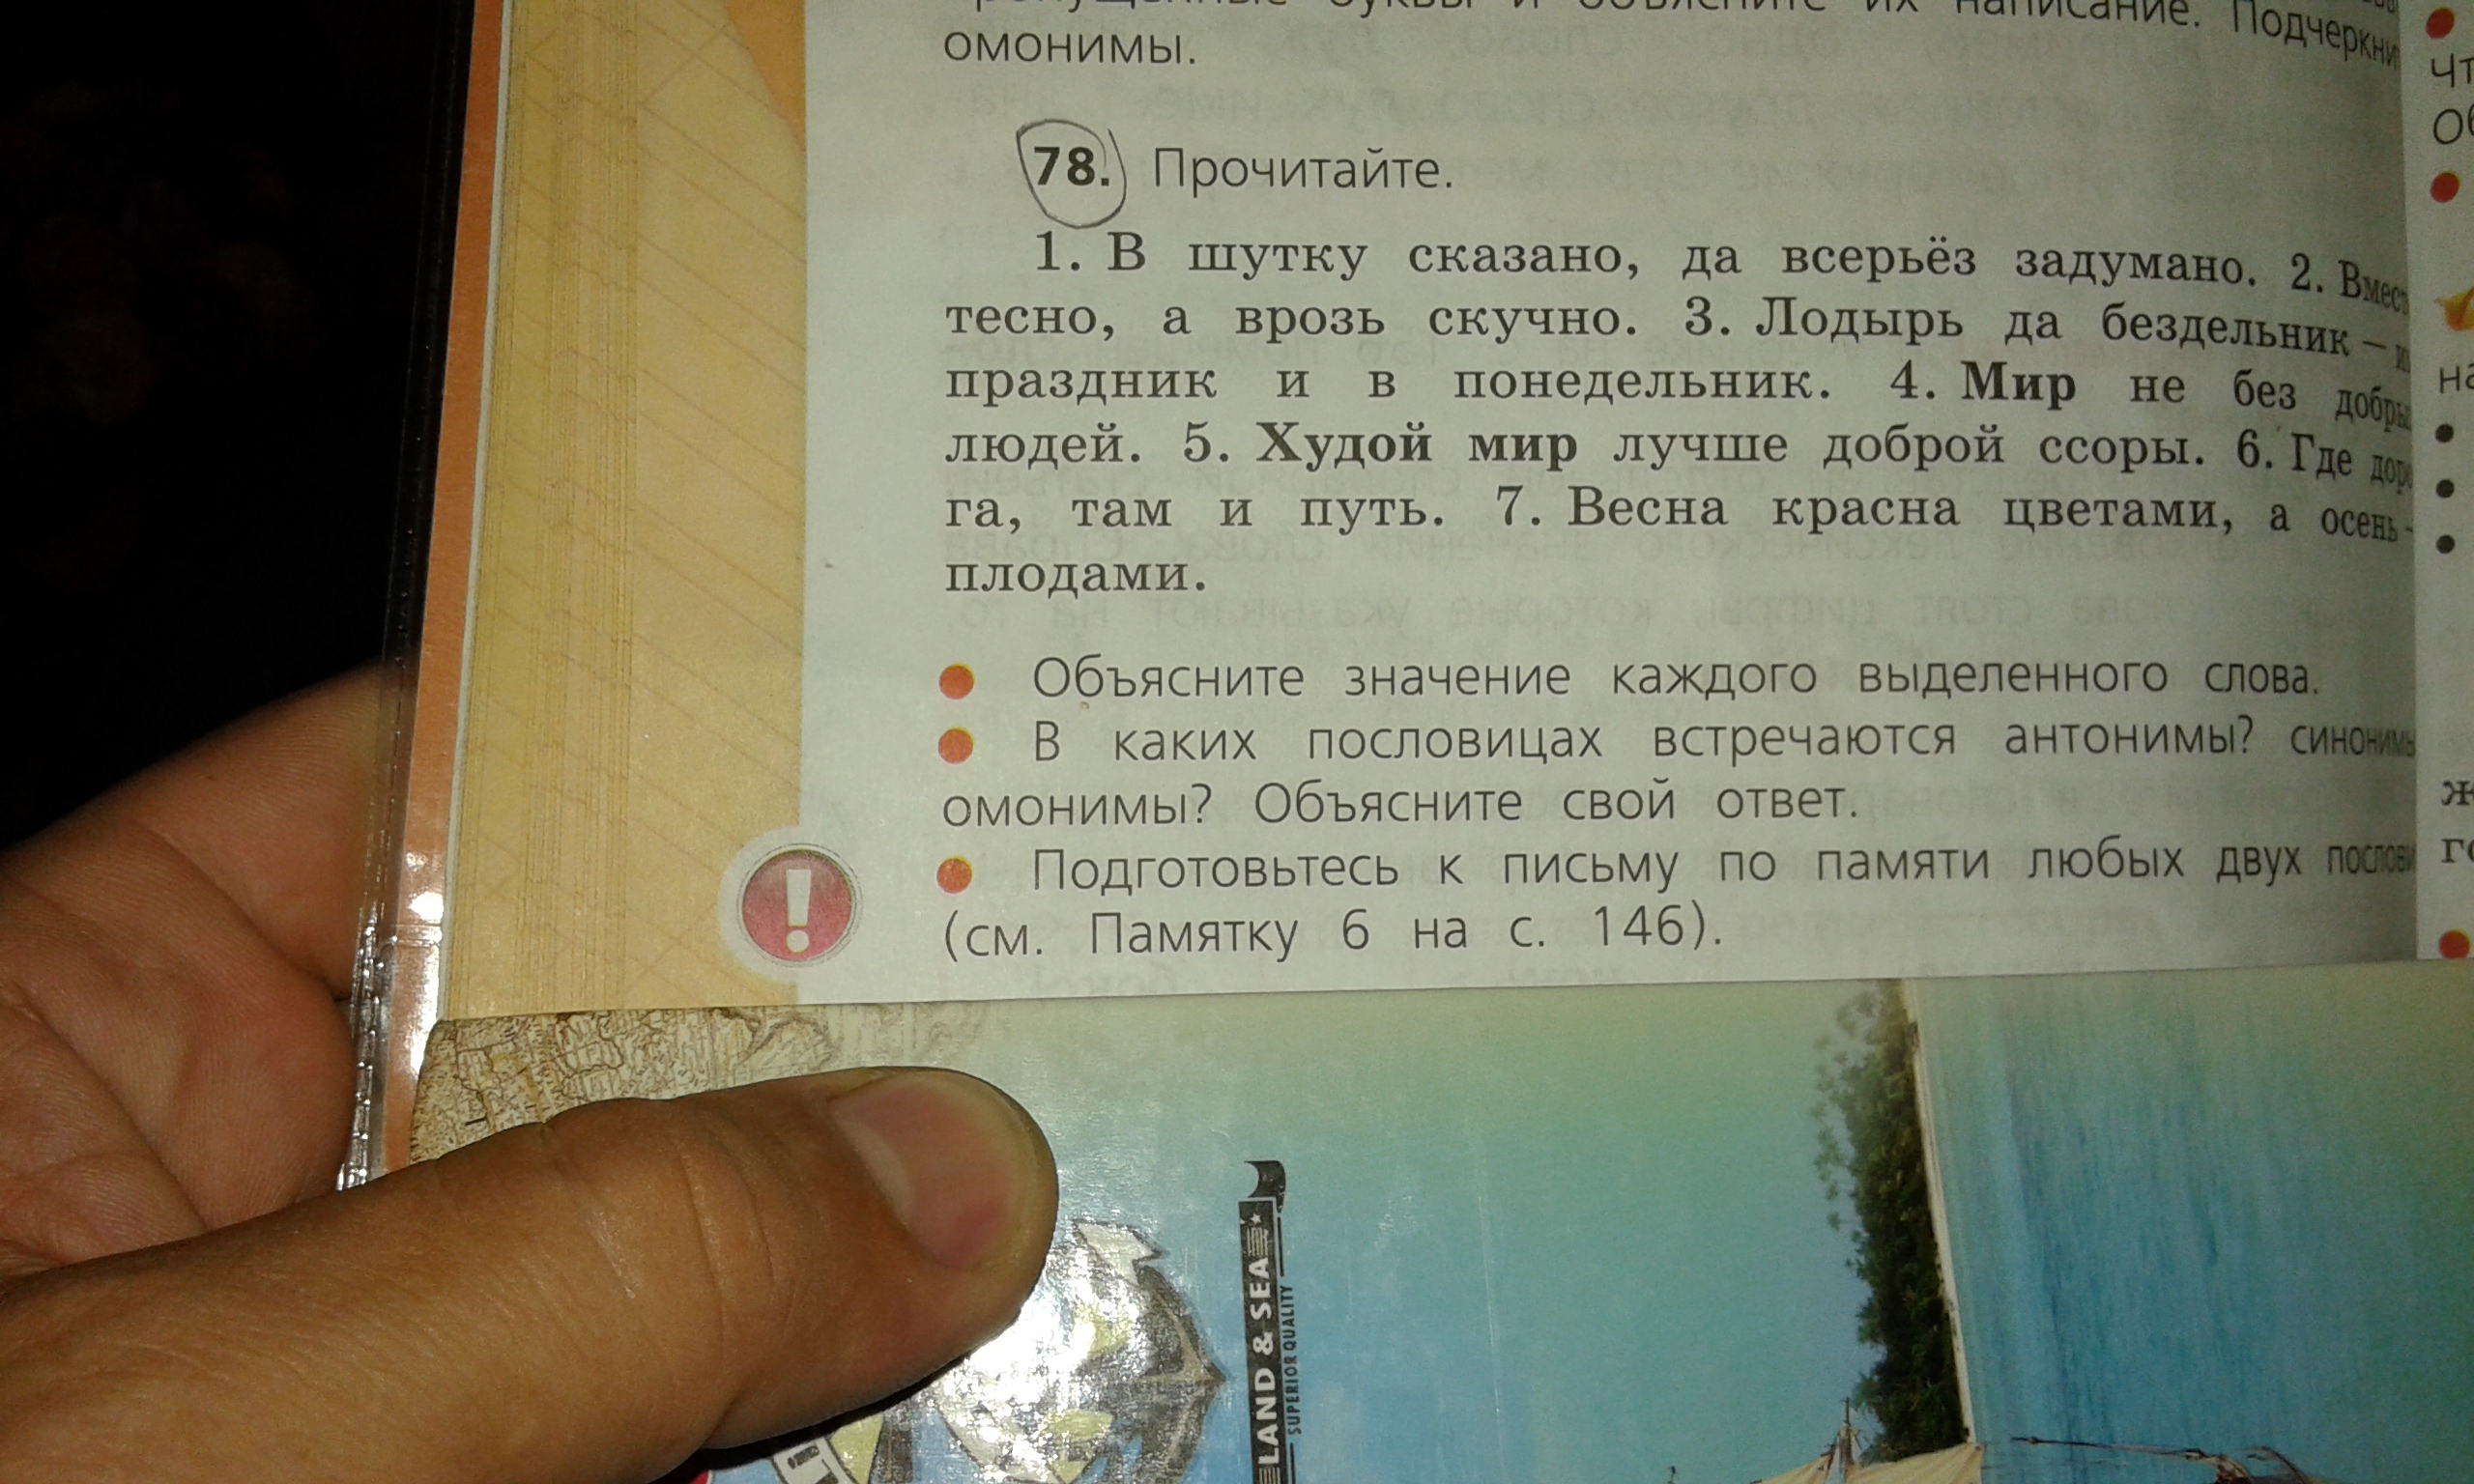 омонимы.
78. Прочитайте.
1. В шутку сказано, да всерьёз задумано. 2.
тесно, а врозь скучно. 3. Лодырь да бездельник –
праздник и в понедельник. 4. Мир не без
людей. 5. Худой мир лучше доброй ссоры. 6. Где
га, там и путь. 7. Весна красна цветами, а осень –
плодами.
• Объясните значение каждого выделенного слова.
• В каких пословицах встречаются антонимы?
омонимы? Объясните свой ответ.
! • Подготовьтесь к письму по памяти любых двух
(см. Памятку 6 на с. 146).
LAND & SEA
SUPERIOR QUALITY